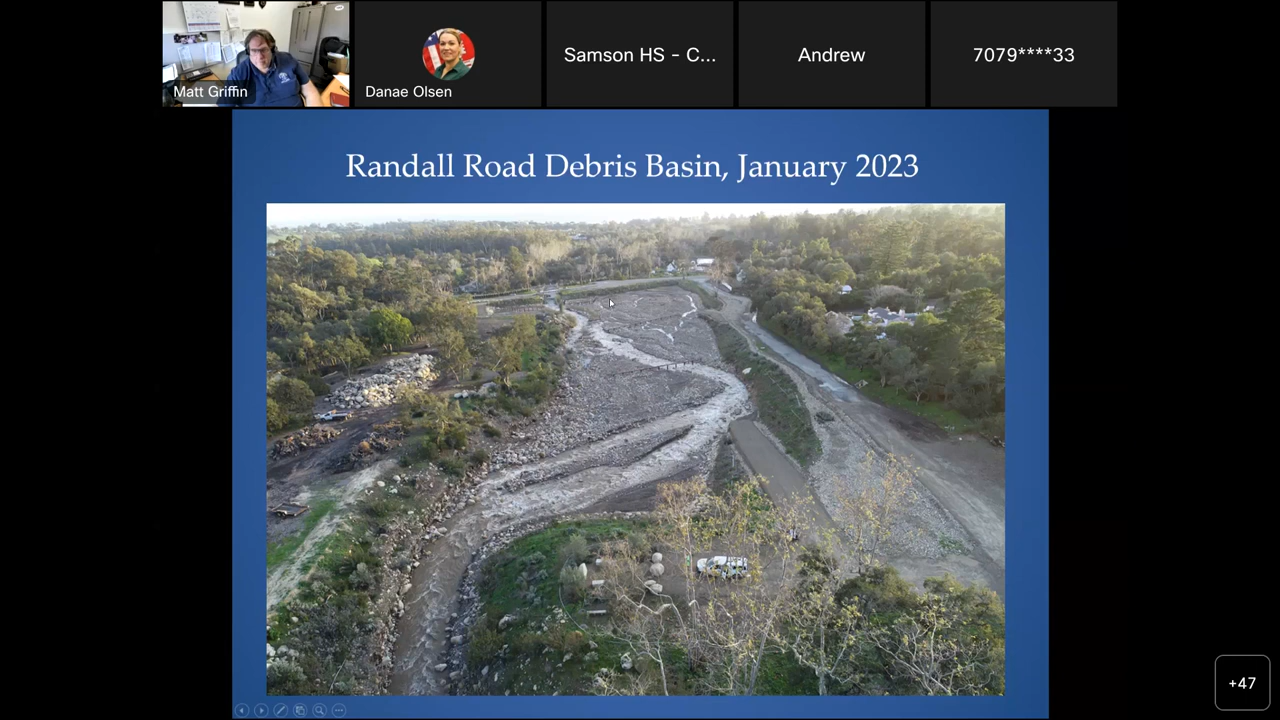 Matt Griffin
Danae Olsen
Samson HS - C...
Andrew
7079****33
Randall Road Debris Basin, January 2023
+47